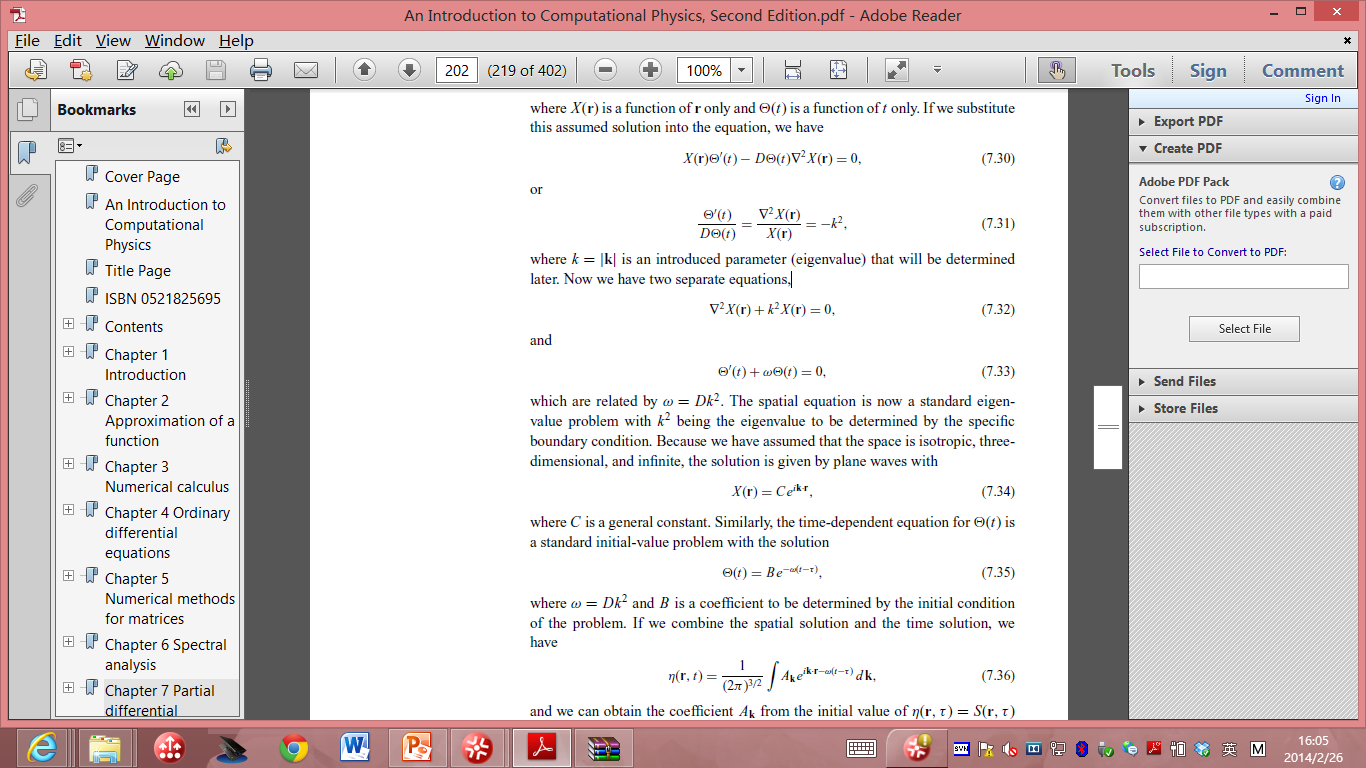 An Introduction to Computational Physics, Second Edition.pdf - Adobe Reader
File Edit View Window Help
202 (219 of 402) 100% Tools Sign Comment
Bookmarks
Cover Page
An Introduction to
Computational
Physics
Title Page
ISBN 0521825695
Contents
Chapter 1
Introduction
Chapter 2
Approximation of a
function
Chapter 3
Numerical calculus
Chapter 4 Ordinary
differential
equations
Chapter 5
Numerical methods
for matrices
Chapter 6 Spectral
analysis
Chapter 7 Partial
differential
where X(r) is a function of r only and Θ(t) is a function of t only. If we substitute
this assumed solution into the equation, we have
X(r)Θ′(t) − DΘ(t)∇²X(r) = 0, (7.30)
or
Θ′(t)/DΘ(t) = ∇²X(r)/X(r) = −k², (7.31)
where k = |k| is an introduced parameter (eigenvalue) that will be determined
later. Now we have two separate equations,
∇²X(r) + k²X(r) = 0, (7.32)
and
Θ′(t) + ωΘ(t) = 0, (7.33)
which are related by ω = Dk². The spatial equation is now a standard eigen-
value problem with k² being the eigenvalue to be determined by the specific
boundary condition. Because we have assumed that the space is isotropic, three-
dimensional, and infinite, the solution is given by plane waves with
X(r) = Ce^{ik·r}, (7.34)
where C is a general constant. Similarly, the time-dependent equation for Θ(t) is
a standard initial-value problem with the solution
Θ(t) = Be^{−ω(t−τ)}, (7.35)
where ω = Dk² and B is a coefficient to be determined by the initial condition
of the problem. If we combine the spatial solution and the time solution, we
have
η(r, t) = 1/(2π)^{3/2} ∫ A_k e^{ik·r−ω(t−τ)} dk, (7.36)
and we can obtain the coefficient A_k from the initial value of η(r, τ) = S(r, τ)
Sign In
Export PDF
Create PDF
Adobe PDF Pack
Convert files to PDF and easily combine
them with other file types with a paid
subscription.
Select File to Convert to PDF:
Select File
Send Files
Store Files
SVN 英 M
16:05
2014/2/26